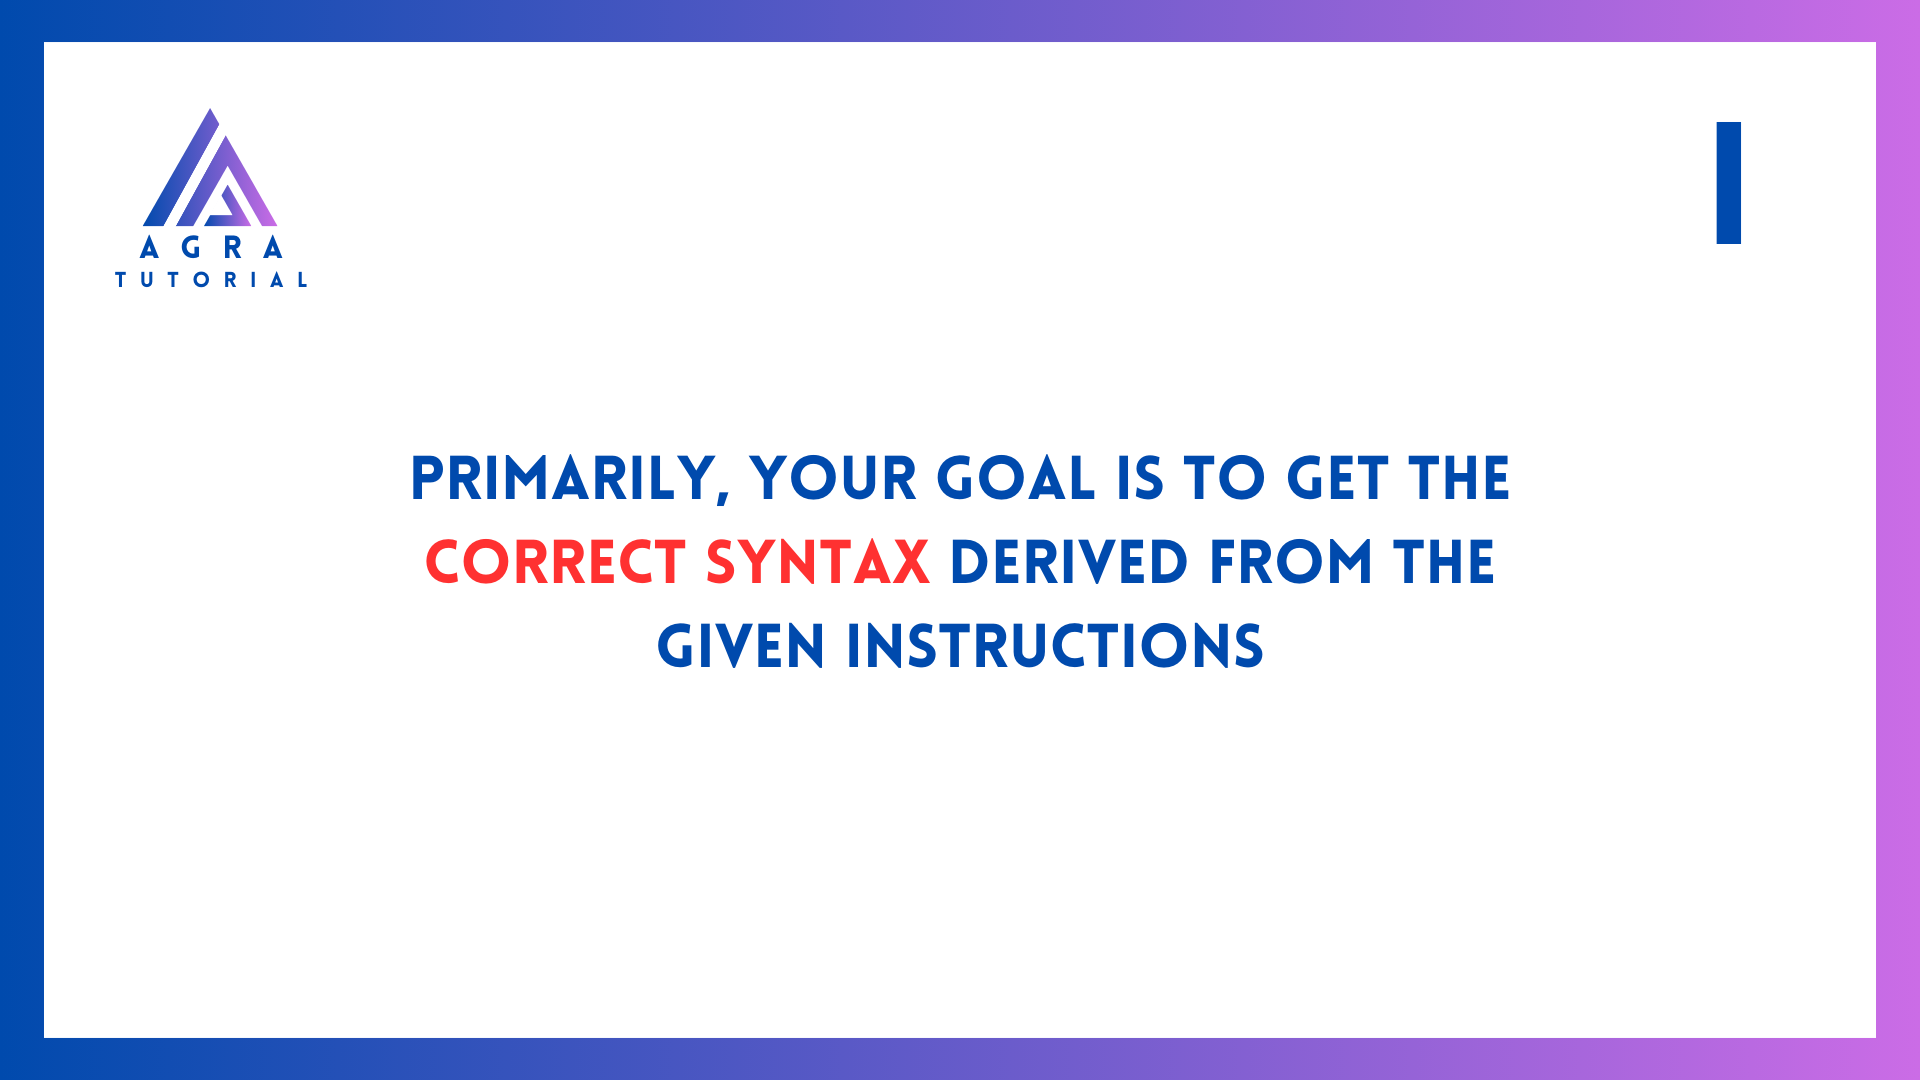 AGRA
TUTORIAL
I
PRIMARILY, YOUR GOAL IS TO GET THE
CORRECT SYNTAX DERIVED FROM THE
GIVEN INSTRUCTIONS